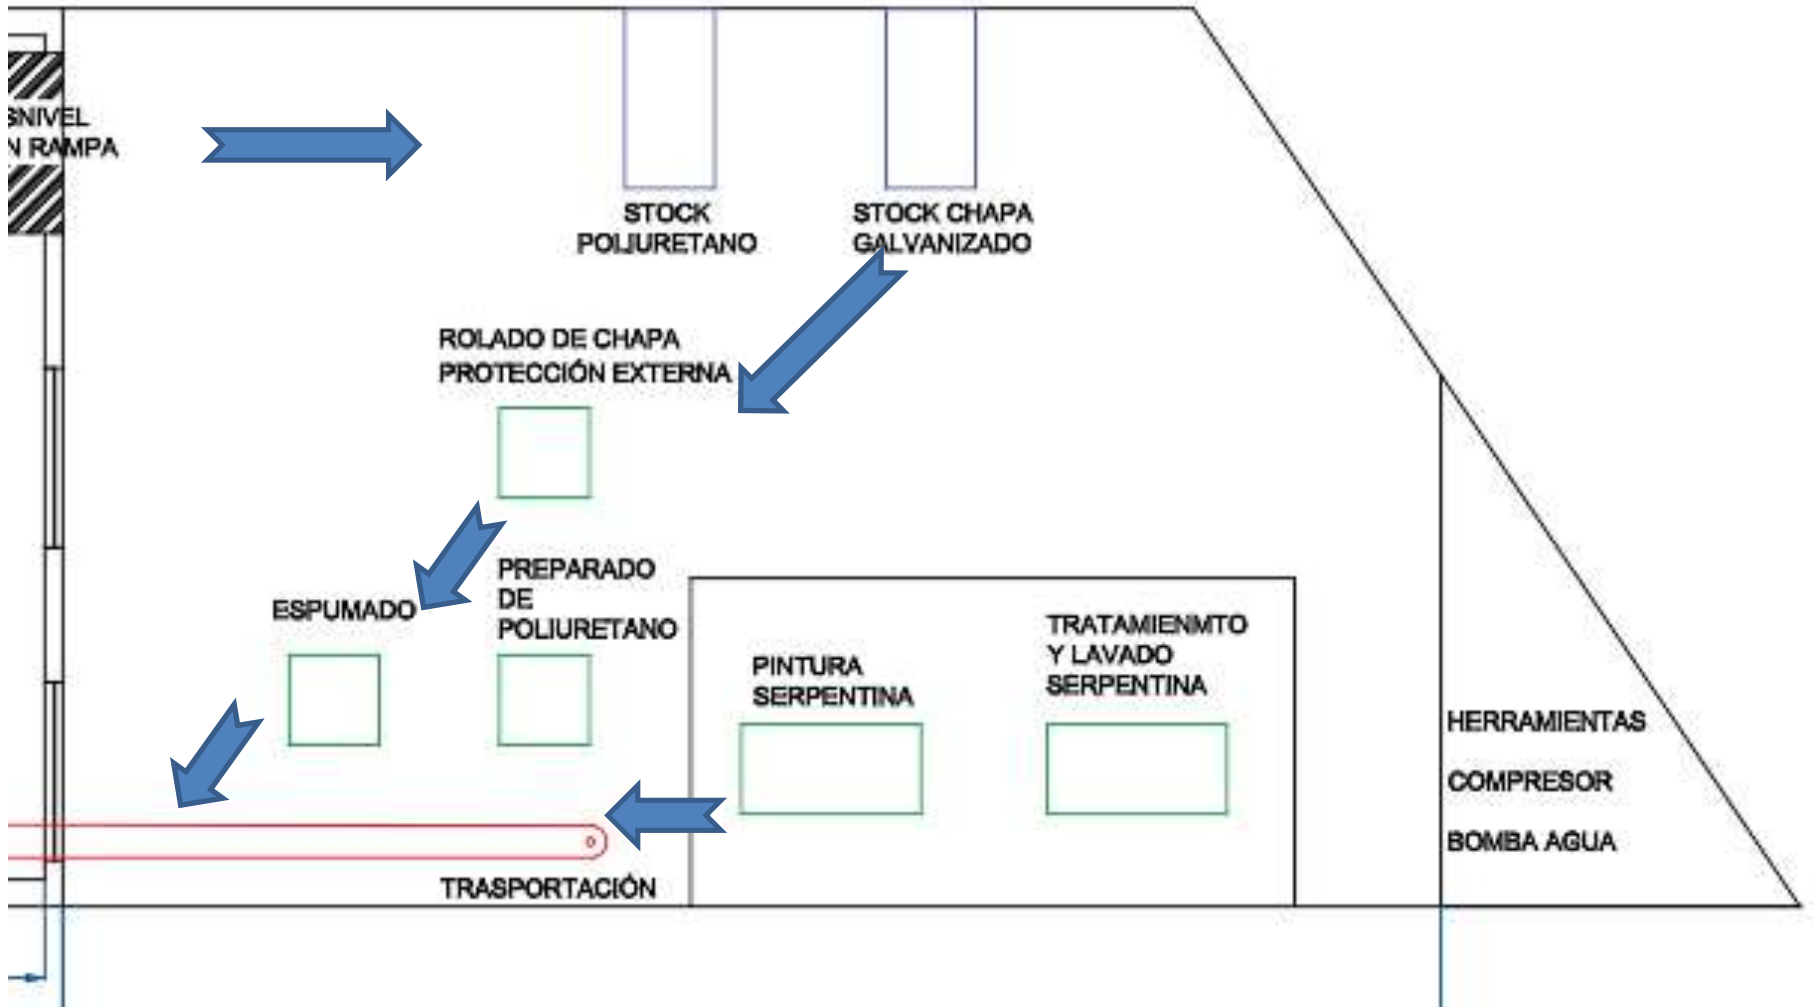 SNIVEL
N RAMPA
STOCK
POLIURETANO
STOCK CHAPA
GALVANIZADO
ROLADO DE CHAPA
PROTECCIÓN EXTERNA
PREPARADO
DE
POLIURETANO
ESPUMADO
PINTURA
SERPENTINA
TRATAMIENMTO
Y LAVADO
SERPENTINA
HERRAMIENTAS
COMPRESOR
BOMBA AGUA
TRASPORTACIÓN